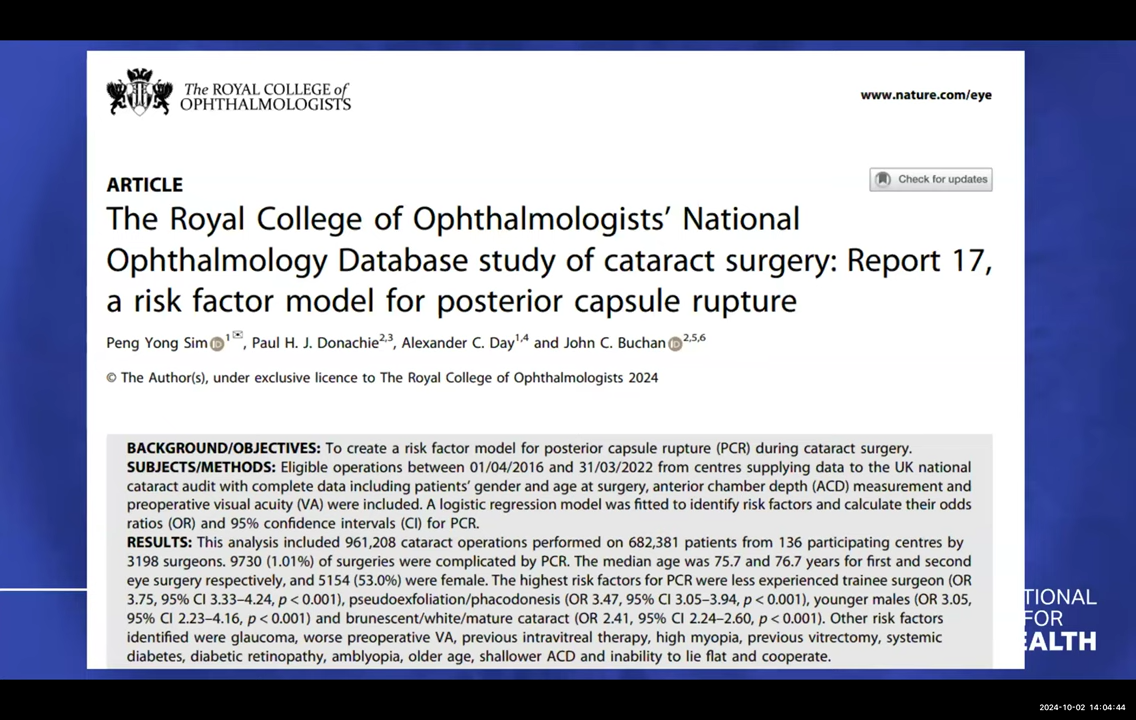 The ROYAL COLLEGE of
OPHTHALMOLOGISTS
www.nature.com/eye
ARTICLE
Check for updates
The Royal College of Ophthalmologists’ National
Ophthalmology Database study of cataract surgery: Report 17,
a risk factor model for posterior capsule rupture
Peng Yong Sim iD 1✉, Paul H. J. Donachie2,3, Alexander C. Day1,4 and John C. Buchan iD 2,5,6
© The Author(s), under exclusive licence to The Royal College of Ophthalmologists 2024
BACKGROUND/OBJECTIVES: To create a risk factor model for posterior capsule rupture (PCR) during cataract surgery.
SUBJECTS/METHODS: Eligible operations between 01/04/2016 and 31/03/2022 from centres supplying data to the UK national
cataract audit with complete data including patients’ gender and age at surgery, anterior chamber depth (ACD) measurement and
preoperative visual acuity (VA) were included. A logistic regression model was fitted to identify risk factors and calculate their odds
ratios (OR) and 95% confidence intervals (CI) for PCR.
RESULTS: This analysis included 961,208 cataract operations performed on 682,381 patients from 136 participating centres by
3198 surgeons. 9730 (1.01%) of surgeries were complicated by PCR. The median age was 75.7 and 76.7 years for first and second
eye surgery respectively, and 5154 (53.0%) were female. The highest risk factors for PCR were less experienced trainee surgeon (OR
3.75, 95% CI 3.33–4.24, p < 0.001), pseudoexfoliation/phacodonesis (OR 3.47, 95% CI 3.05–3.94, p < 0.001), younger males (OR 3.05,
95% CI 2.23–4.16, p < 0.001) and brunescent/white/mature cataract (OR 2.41, 95% CI 2.24–2.60, p < 0.001). Other risk factors
identified were glaucoma, worse preoperative VA, previous intravitreal therapy, high myopia, previous vitrectomy, systemic
diabetes, diabetic retinopathy, amblyopia, older age, shallower ACD and inability to lie flat and cooperate.
TIONAL
FOR
EALTH
2024-10-02 14:04:44